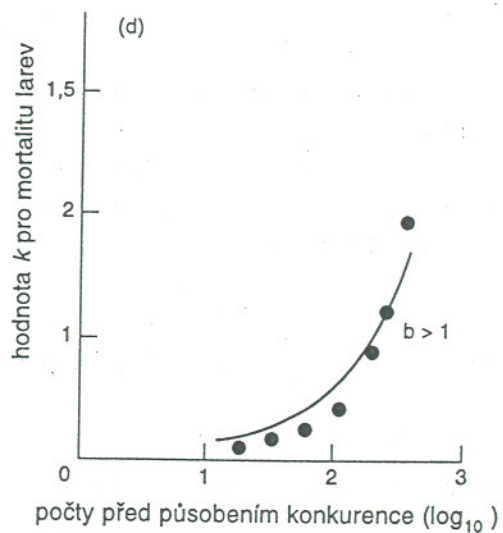 (d)
hodnota k pro mortalitu larev
1,5
2
1
0
b > 1
1
2
3
počty před působením konkurence (log10)